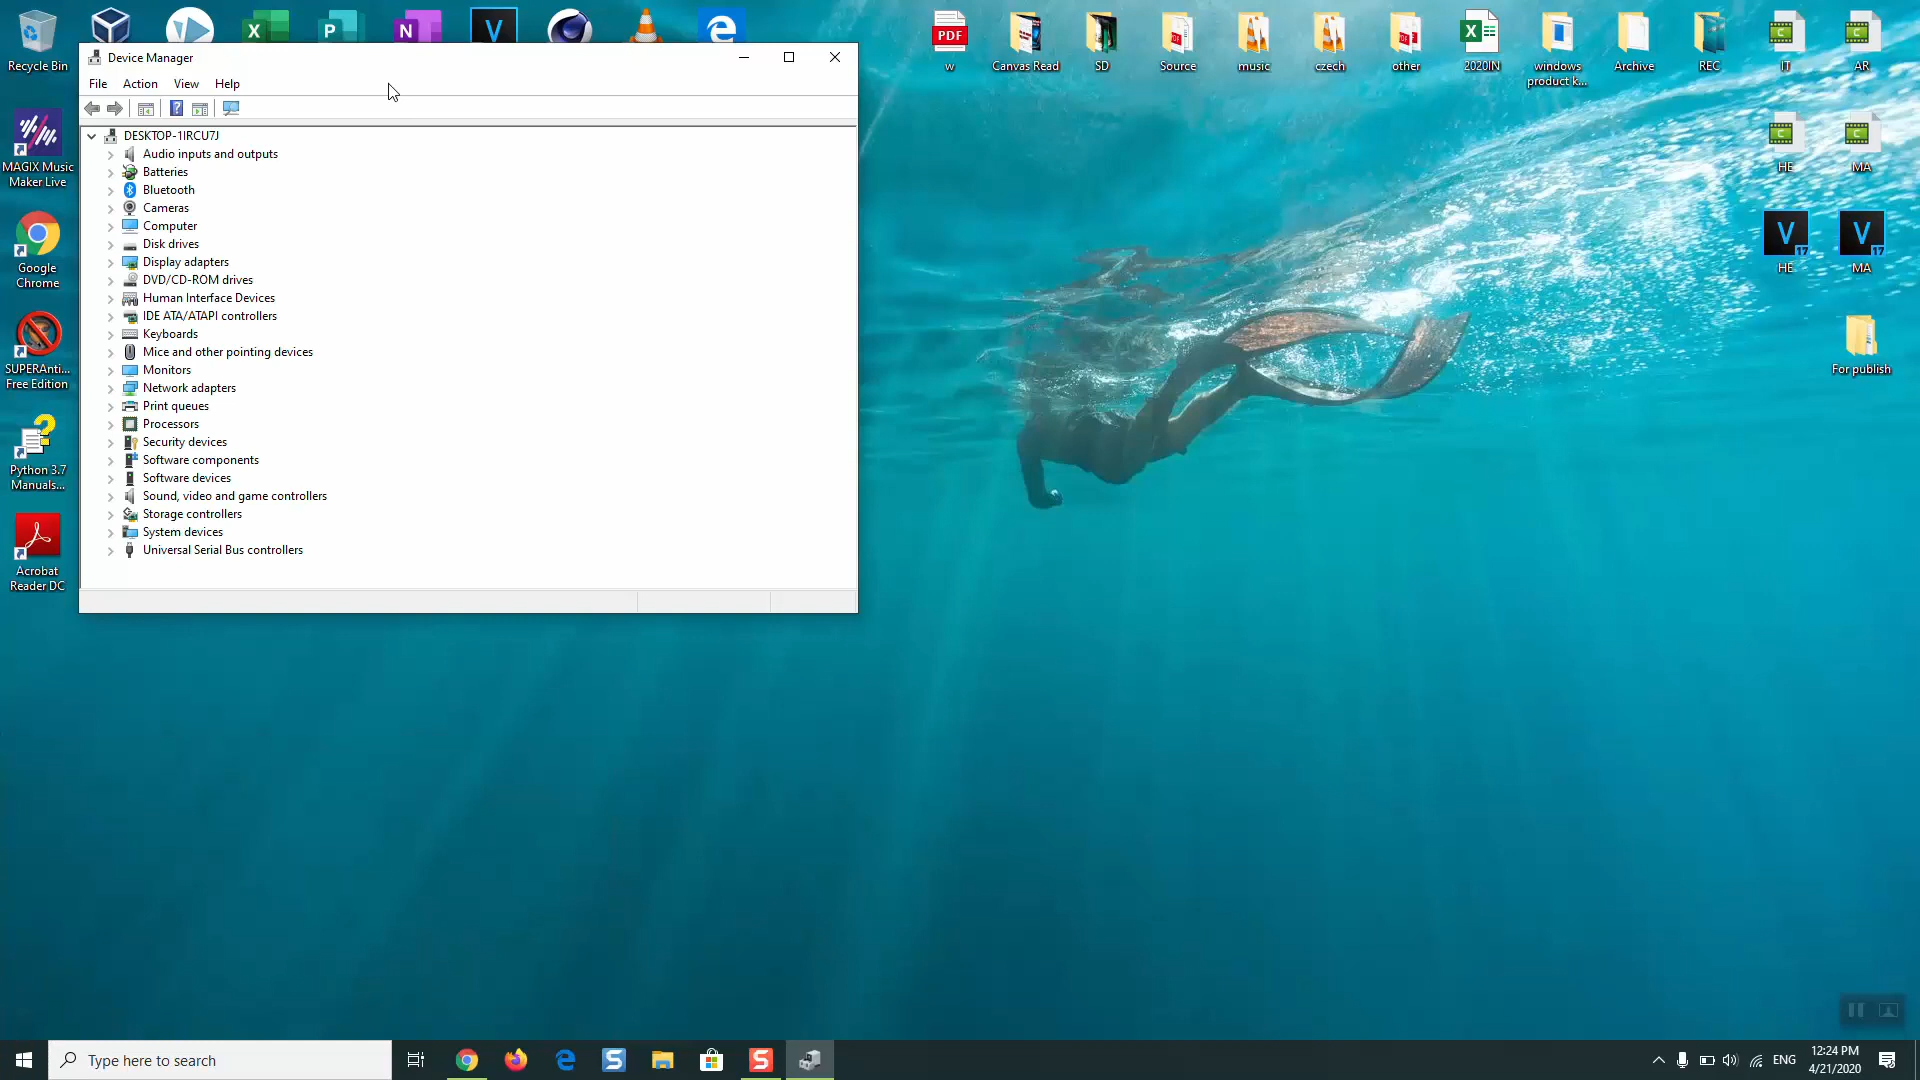 Recycle Bin
MAGIX Music
Maker Live
Google
Chrome
SUPERAnti...
Free Edition
Python 3.7
Manuals...
Acrobat
Reader DC
X
P
N
V
e
Device Manager
File
Action
View
Help
DESKTOP-1IRCU7J
Audio inputs and outputs
Batteries
Bluetooth
Cameras
Computer
Disk drives
Display adapters
DVD/CD-ROM drives
Human Interface Devices
IDE ATA/ATAPI controllers
Keyboards
Mice and other pointing devices
Monitors
Network adapters
Print queues
Processors
Security devices
Software components
Software devices
Sound, video and game controllers
Storage controllers
System devices
Universal Serial Bus controllers
PDF
w
Canvas Read
SD
Source
music
czech
other
2020IN
windows
product k...
Archive
REC
IT
AR
HE
MA
V
17
HE
V
17
MA
For publish
Type here to search
ENG
12:24 PM
4/21/2020